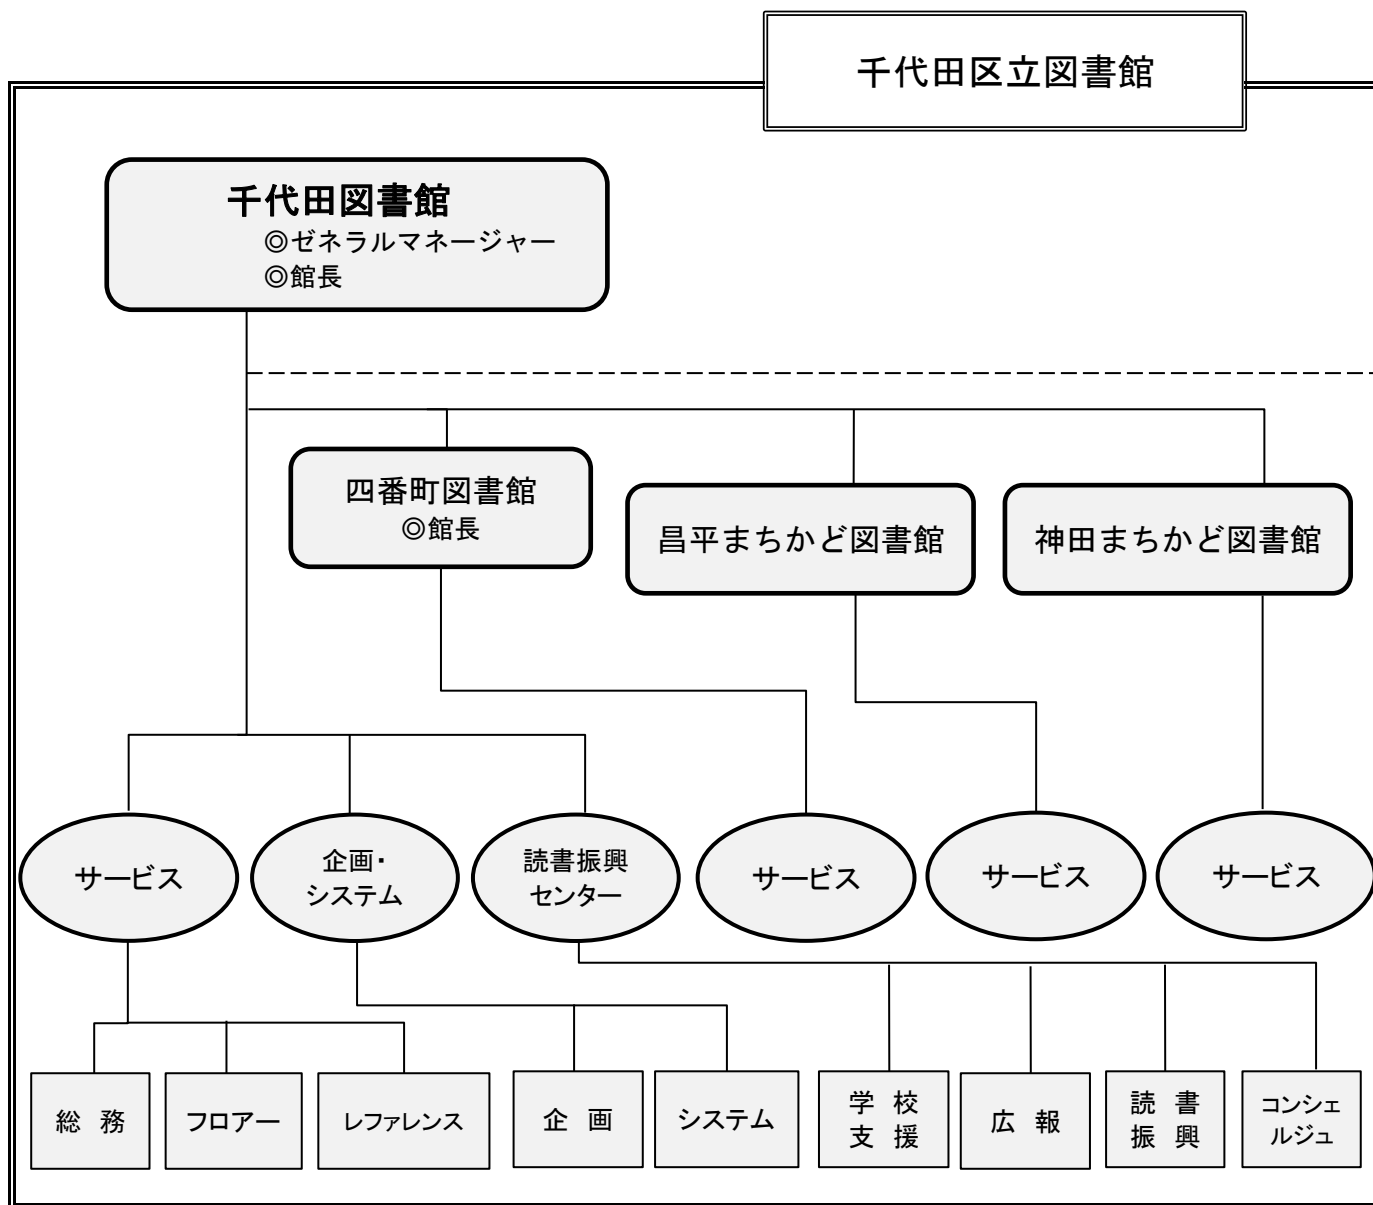 千代田区立図書館
千代田図書館
◎ゼネラルマネージャー
◎館長
四番町図書館
◎館長
昌平まちかど図書館
神田まちかど図書館
サービス
企画・
システム
読書振興
センター
サービス
サービス
サービス
総 務
フロアー
レファレンス
企 画
システム
学 校
支 援
広 報
読 書
振 興
コンシェ
ルジュ